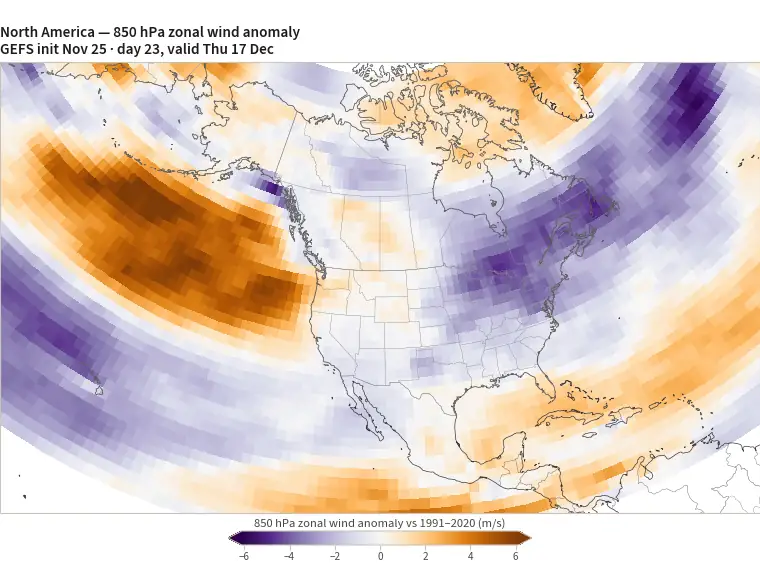 North America — 850 hPa zonal wind anomaly
GEFS init Nov 25 · day 23, valid Thu 17 Dec
850 hPa zonal wind anomaly vs 1991–2020 (m/s)
−6 −4 −2 0 2 4 6